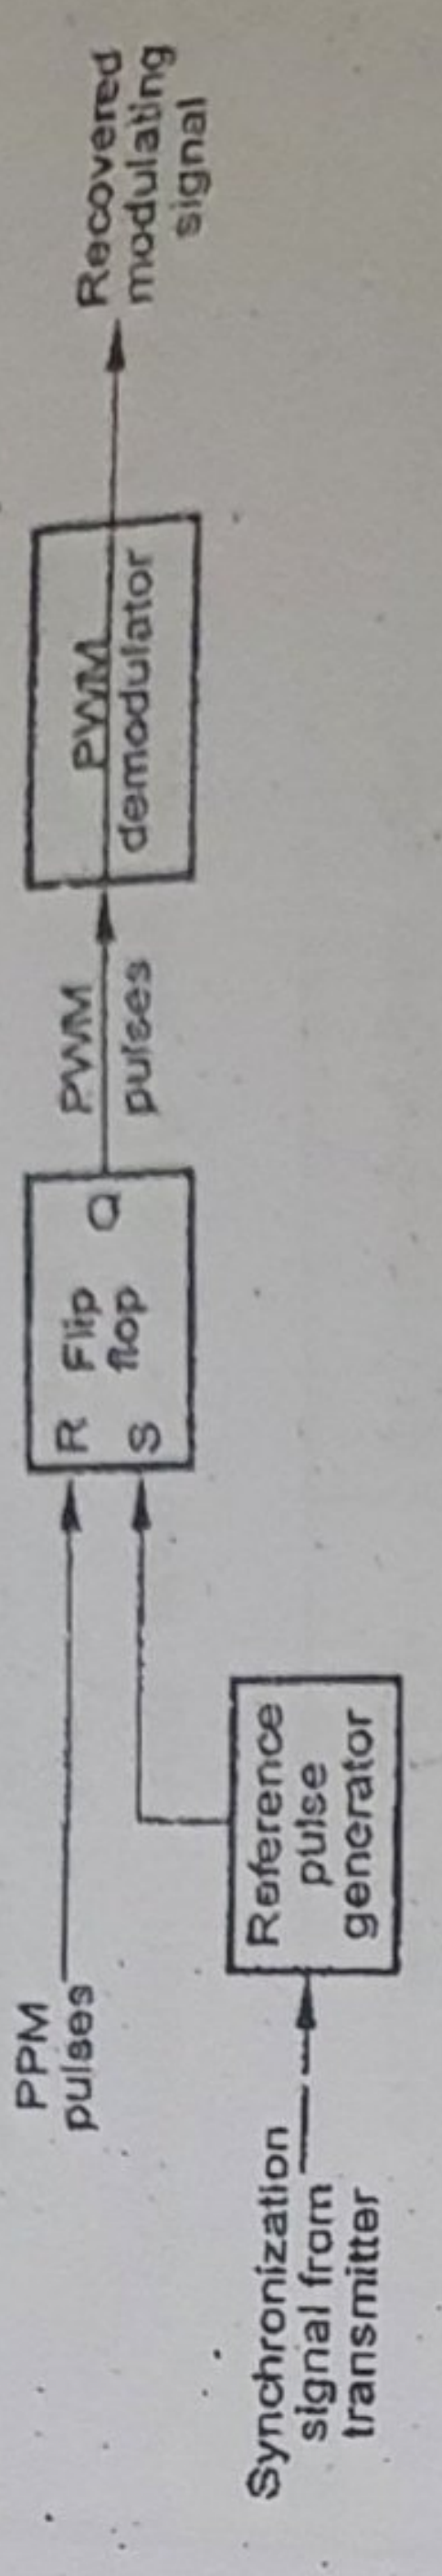 PPM
pulses
R Flip
flop
S
Q
PWM
pulses
PWM
demodulator
Recovered
modulating
signal
Reference
pulse
generator
Synchronization
signal from
transmitter